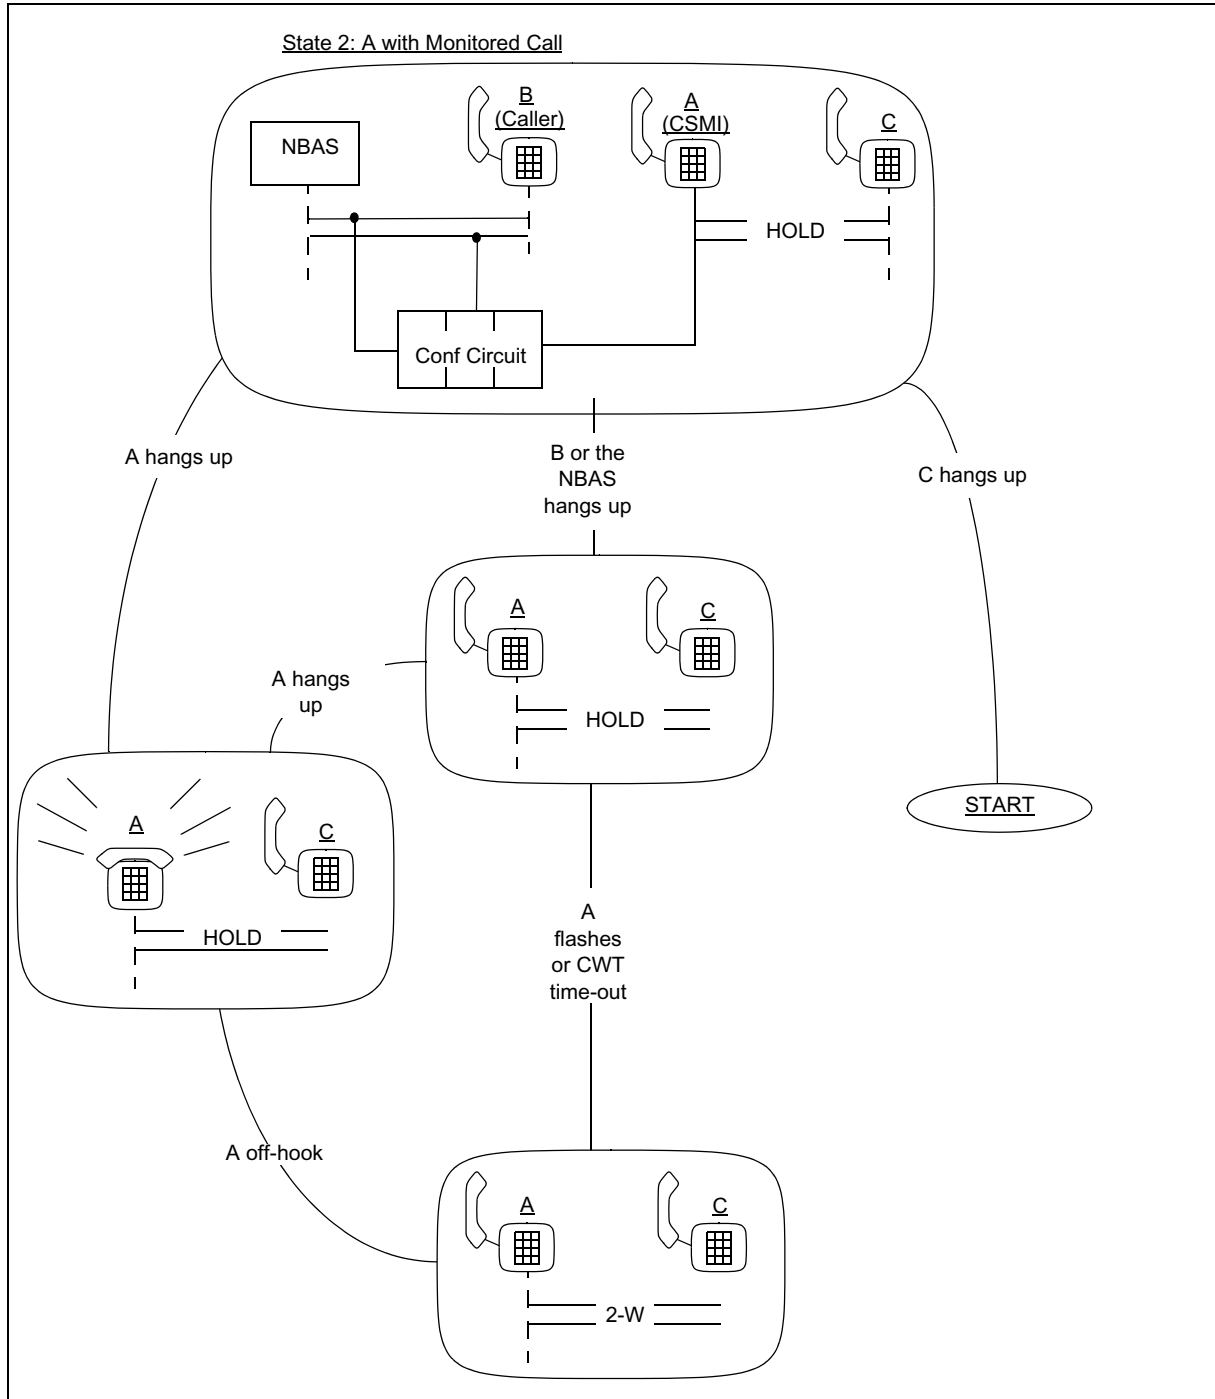 State 2: A with Monitored Call
NBAS
B
(Caller)
A
(CSMI)
C
HOLD
Conf Circuit
A hangs up
B or the
NBAS
hangs up
C hangs up
A
C
HOLD
A hangs
up
START
A
C
HOLD
A
flashes
or CWT
time-out
A off-hook
A
C
2-W